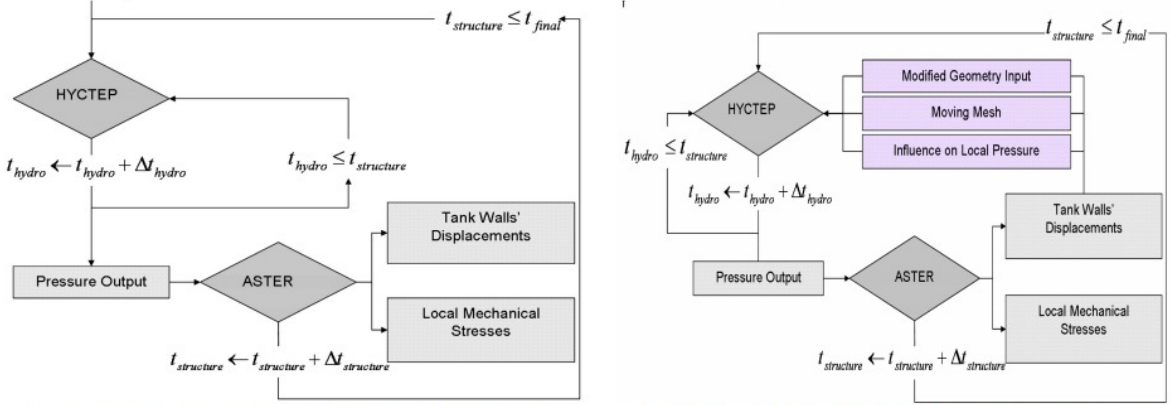 t_structure ≤ t_final
HYCTEP
t_hydro ← t_hydro + Δt_hydro
t_hydro ≤ t_structure
Tank Walls'
Displacements
Pressure Output
ASTER
Local Mechanical
Stresses
t_structure ← t_structure + Δt_structure
t_structure ≤ t_final
Modified Geometry Input
HYCTEP
Moving Mesh
t_hydro ≤ t_structure
Influence on Local Pressure
t_hydro ← t_hydro + Δt_hydro
Tank Walls'
Displacements
Pressure Output
ASTER
Local Mechanical
Stresses
t_structure ← t_structure + Δt_structure